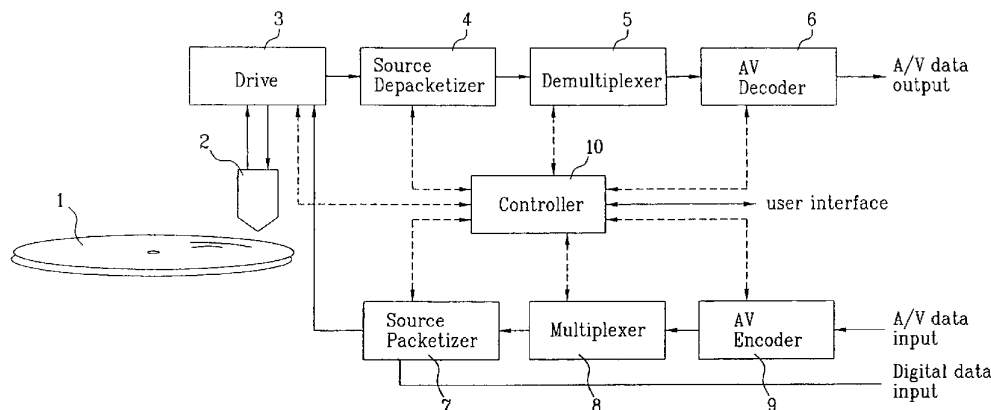 3
4
5
6
Drive
Source
Depacketizer
Demultiplexer
AV
Decoder
A/V data
output
2
10
1
Controller
user interface
Source
Packetizer
Multiplexer
AV
Encoder
A/V data
input
Digital data
input
7
8
9